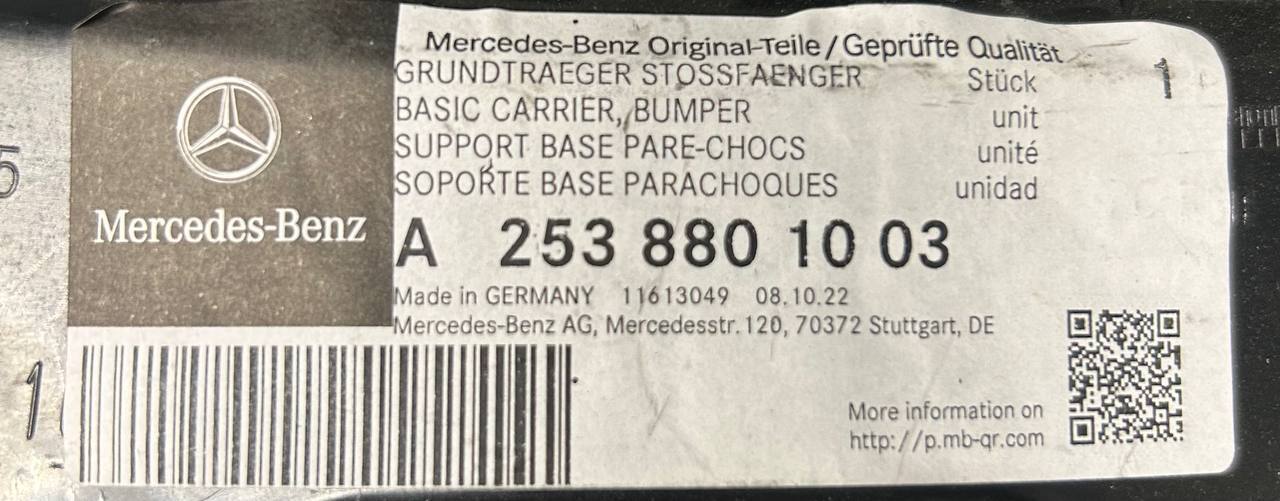 Mercedes-Benz Original-Teile / Geprüfte Qualität
GRUNDTRAEGER STOSSFAENGER Stück 1
BASIC CARRIER, BUMPER unit
SUPPORT BASE PARE-CHOCS unité
SOPORTE BASE PARACHOQUES unidad
Mercedes-Benz
A 253 880 10 03
Made in GERMANY 11613049 08.10.22
Mercedes-Benz AG, Mercedesstr. 120, 70372 Stuttgart, DE
More information on
http://p.mb-qr.com
5
1